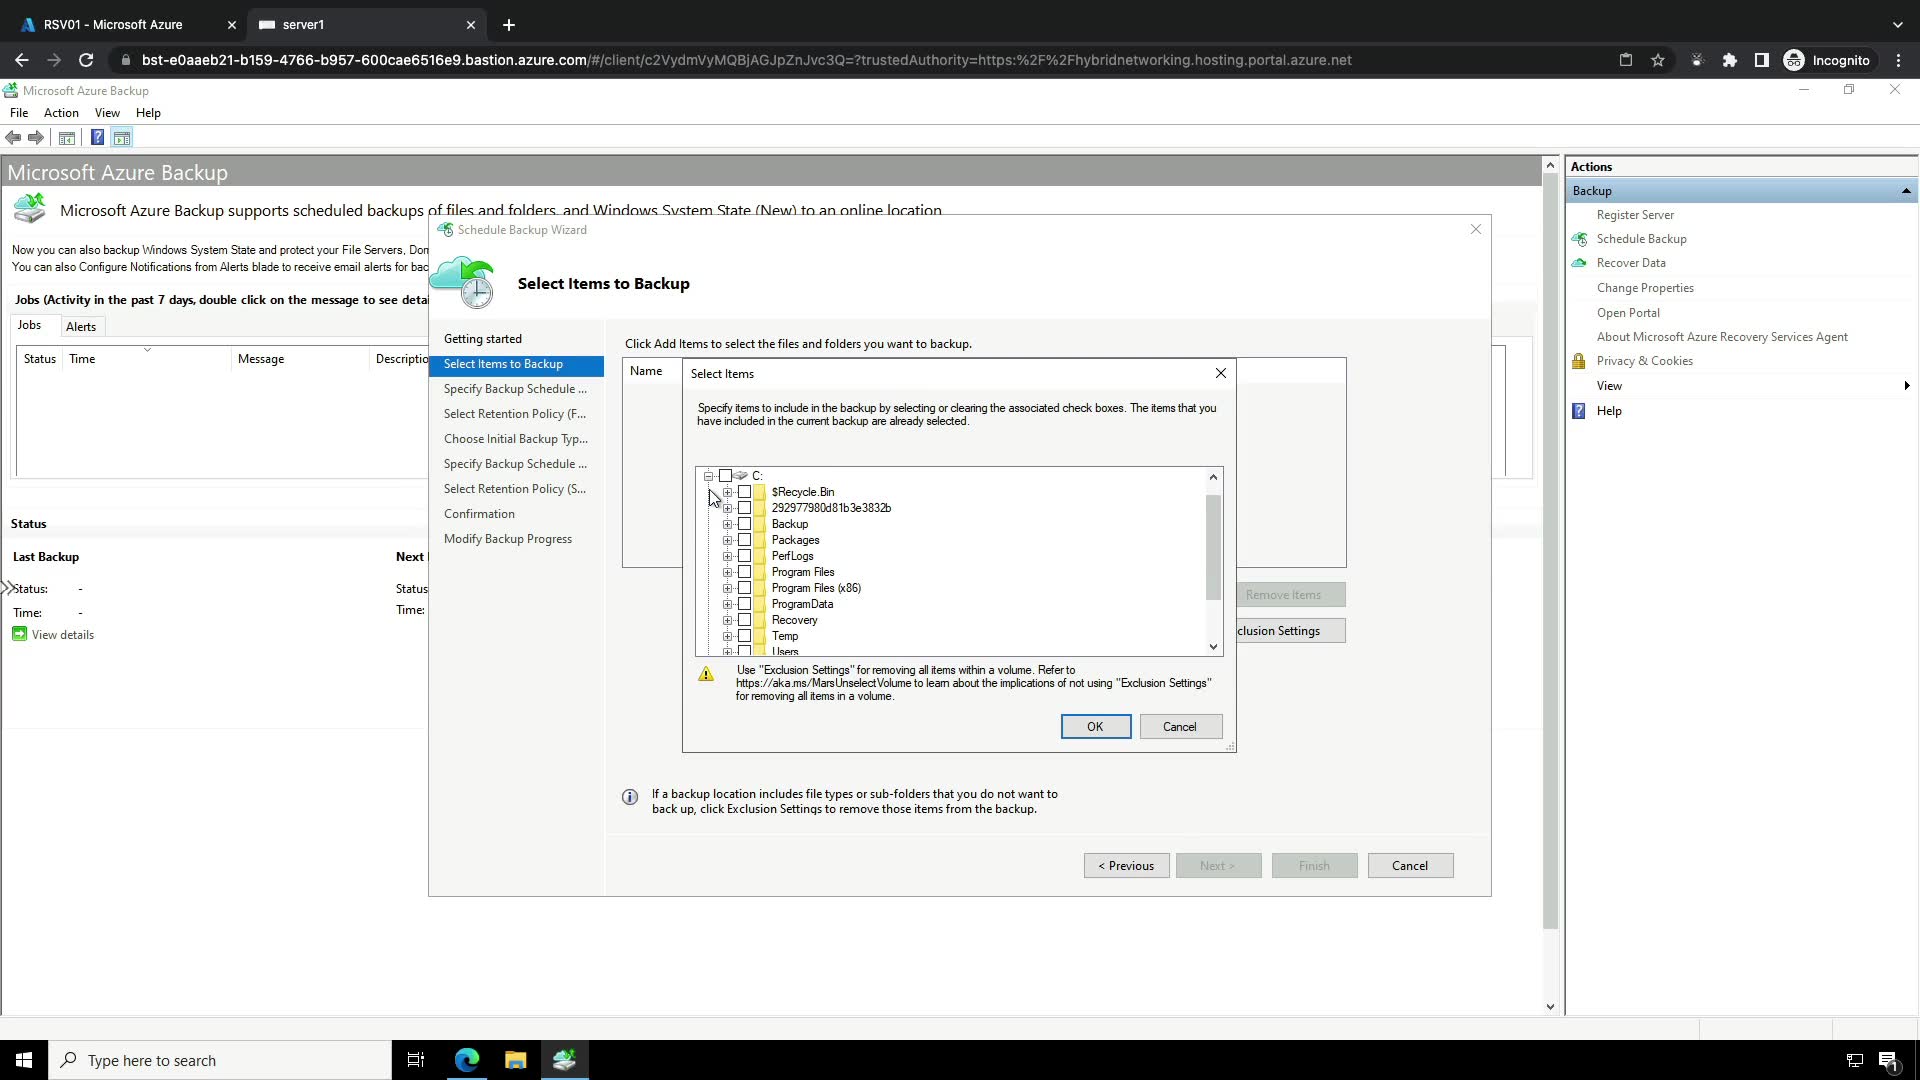 RSV01 - Microsoft Azure
server1
bst-e0aaeb21-b159-4766-b957-600cae6516e9.bastion.azure.com/#/client/c2VydmVyMQBjAGJpZnJvc3Q=?trustedAuthority=https:%2F%2Fhybridnetworking.hosting.portal.azure.net
Incognito
Microsoft Azure Backup
File Action View Help
Microsoft Azure Backup
Microsoft Azure Backup supports scheduled backups of files and folders, and Windows System State (New) to an online location
Now you can also backup Windows System State and protect your File Servers, Dom
You can also Configure Notifications from Alerts blade to receive email alerts for bac
Jobs (Activity in the past 7 days, double click on the message to see detai
Jobs
Alerts
Status Time Message Descriptio
Status
Last Backup
Next
Status: -
Status
Time: -
Time:
View details
Schedule Backup Wizard
Select Items to Backup
Getting started
Select Items to Backup
Specify Backup Schedule ...
Select Retention Policy (F...
Choose Initial Backup Typ...
Specify Backup Schedule ...
Select Retention Policy (S...
Confirmation
Modify Backup Progress
Click Add Items to select the files and folders you want to backup.
Name
Select Items
Specify items to include in the backup by selecting or clearing the associated check boxes. The items that you
have included in the current backup are already selected.
C:
$Recycle.Bin
292977980d81b3e3832b
Backup
Packages
PerfLogs
Program Files
Program Files (x86)
ProgramData
Recovery
Temp
Users
Use "Exclusion Settings" for removing all items within a volume. Refer to
https://aka.ms/MarsUnselectVolume to learn about the implications of not using "Exclusion Settings"
for removing all items in a volume.
OK
Cancel
Remove Items
clusion Settings
If a backup location includes file types or sub-folders that you do not want to
back up, click Exclusion Settings to remove those items from the backup.
< Previous
Next >
Finish
Cancel
Actions
Backup
Register Server
Schedule Backup
Recover Data
Change Properties
Open Portal
About Microsoft Azure Recovery Services Agent
Privacy & Cookies
View
Help
Type here to search
1